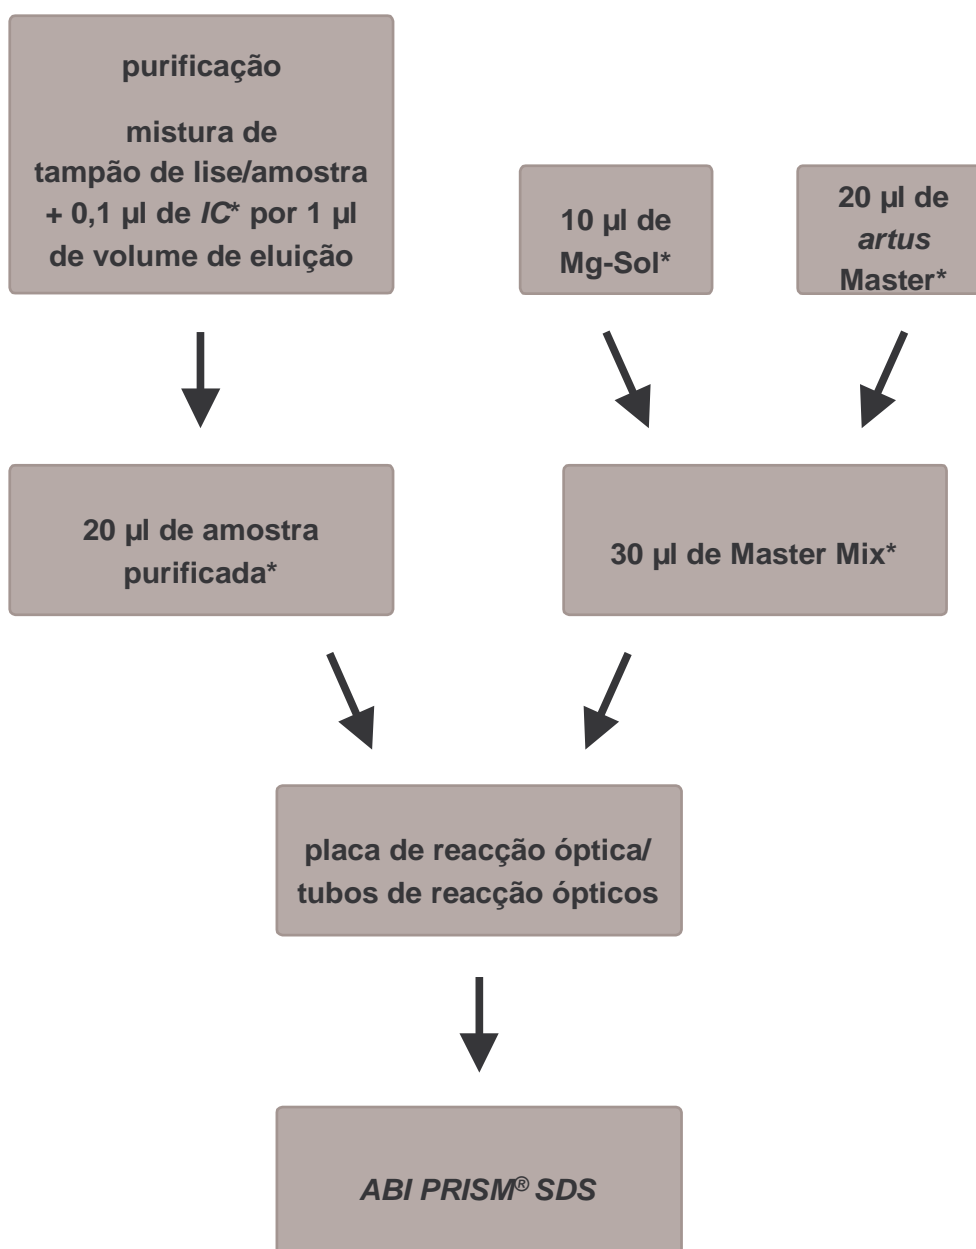 purificação
mistura de
tampão de lise/amostra
+ 0,1 µl de IC* por 1 µl
de volume de eluição
10 µl de
Mg-Sol*
20 µl de
artus
Master*
20 µl de amostra
purificada*
30 µl de Master Mix*
placa de reacção óptica/
tubos de reacção ópticos
ABI PRISM® SDS